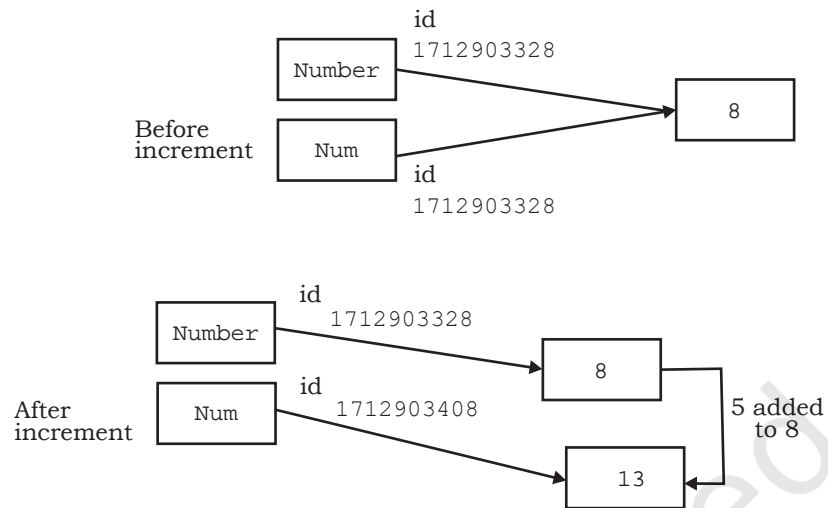 id
1712903328
Number
8
Before
increment
Num
id
1712903328
id
1712903328
Number
8
id
1712903408
After
increment
Num
5 added
to 8
13